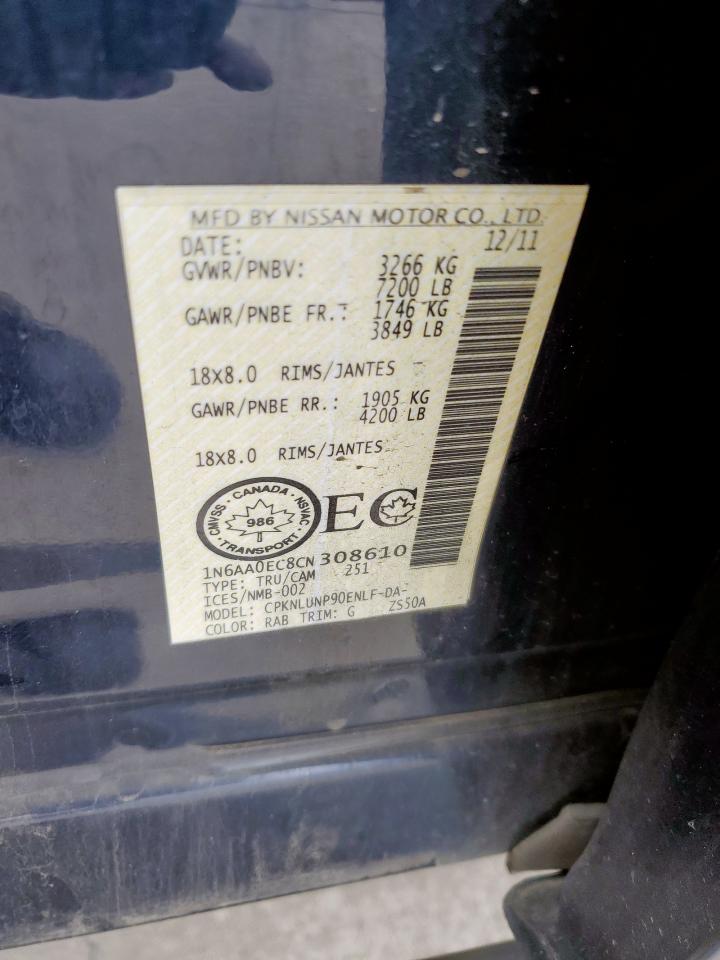 MFD BY NISSAN MOTOR CO., LTD.
DATE: 12/11
GVWR/PNBV: 3266 KG
7200 LB
GAWR/PNBE FR.: 1746 KG
3849 LB
18X8.0 RIMS/JANTES
GAWR/PNBE RR.: 1905 KG
4200 LB
18X8.0 RIMS/JANTES
CANADA · NSVAC · TRANSPORT · CMVSS ·
986
EC
1N6AA0EC8CN308610
TYPE: TRU/CAM 251
ICES/NMB-002
MODEL: CPKNLUNP90ENLF-DA-
COLOR: RAB TRIM: G ZS50A